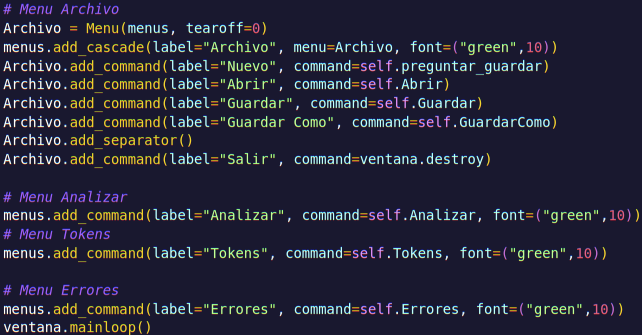 # Menu Archivo
Archivo = Menu(menus, tearoff=0)
menus.add_cascade(label="Archivo", menu=Archivo, font=("green",10))
Archivo.add_command(label="Nuevo", command=self.preguntar_guardar)
Archivo.add_command(label="Abrir", command=self.Abrir)
Archivo.add_command(label="Guardar", command=self.Guardar)
Archivo.add_command(label="Guardar Como", command=self.GuardarComo)
Archivo.add_separator()
Archivo.add_command(label="Salir", command=ventana.destroy)
# Menu Analizar
menus.add_command(label="Analizar", command=self.Analizar, font=("green",10))
# Menu Tokens
menus.add_command(label="Tokens", command=self.Tokens, font=("green",10))
# Menu Errores
menus.add_command(label="Errores", command=self.Errores, font=("green",10))
ventana.mainloop()